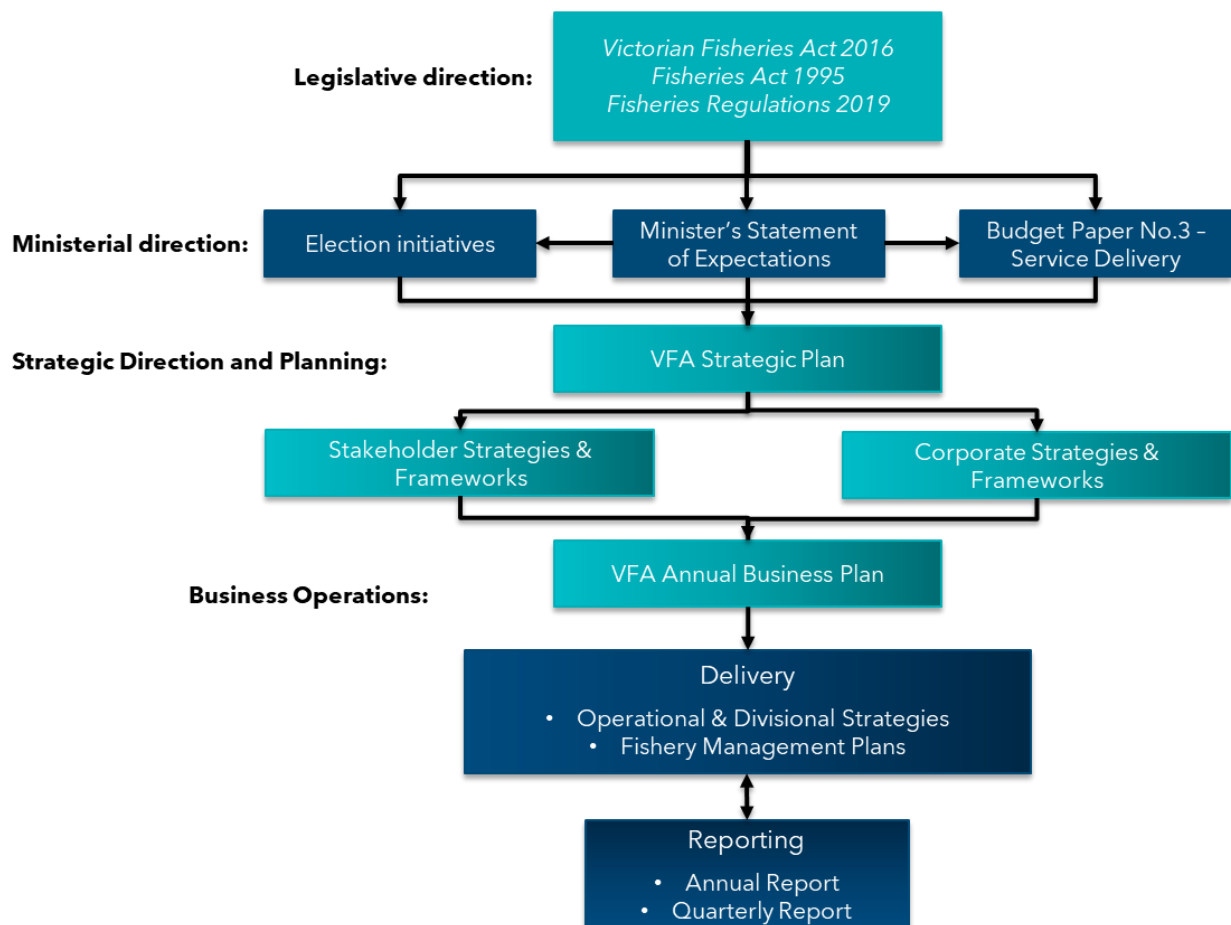 Legislative direction:
Victorian Fisheries Act 2016
Fisheries Act 1995
Fisheries Regulations 2019
Ministerial direction:
Election initiatives
Minister’s Statement
of Expectations
Budget Paper No.3 –
Service Delivery
Strategic Direction and Planning:
VFA Strategic Plan
Stakeholder Strategies &
Frameworks
Corporate Strategies &
Frameworks
Business Operations:
VFA Annual Business Plan
Delivery
• Operational & Divisional Strategies
• Fishery Management Plans
Reporting
• Annual Report
• Quarterly Report